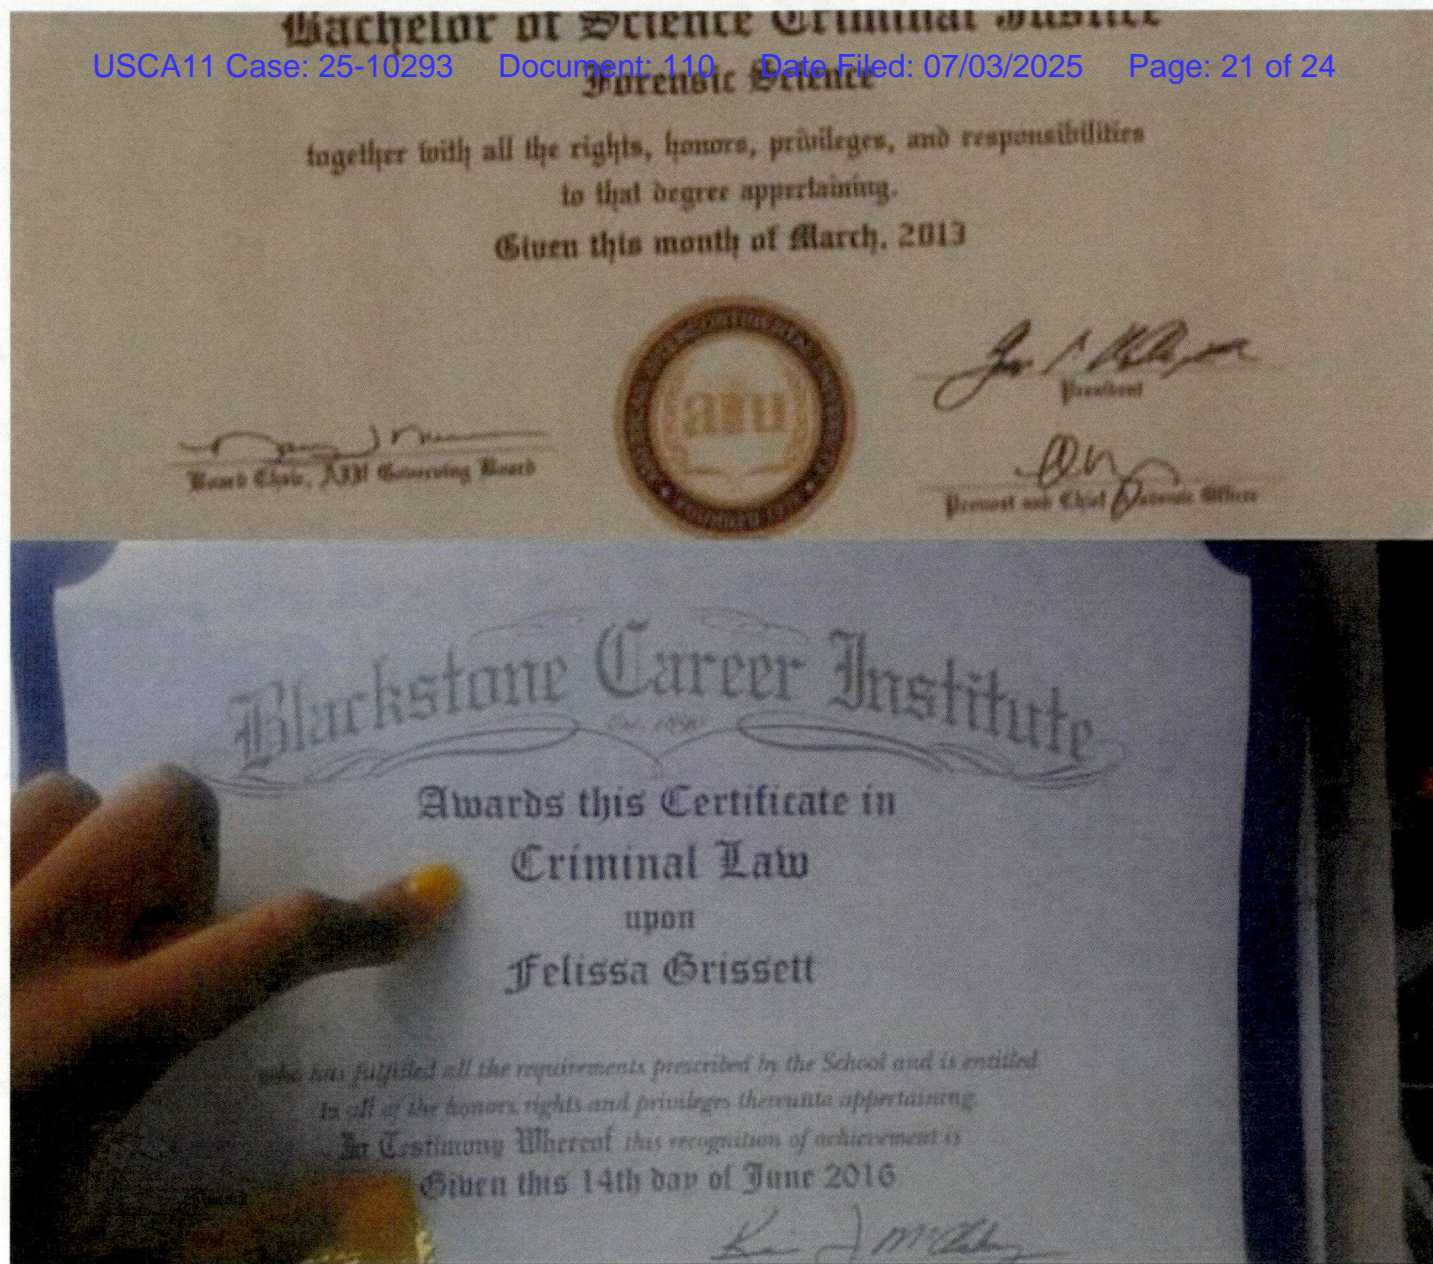 Bachelor of Science Criminal Justice
USCA11 Case: 25-10293 Document: 110 Date Filed: 07/03/2025 Page: 21 of 24
Forensic Science
together with all the rights, honors, privileges, and responsibilities
to that degree appertaining.
Given this month of March, 2013
President
Board Chair, AIU Governing Board
aiu
Provost and Chief Academic Officer
Blackstone Career Institute
Est. 1890
Awards this Certificate in
Criminal Law
upon
Felissa Grissett
who has fulfilled all the requirements prescribed by the School and is entitled
to all of the honors, rights and privileges thereunto appertaining.
In Testimony Whereof this recognition of achievement is
Given this 14th day of June 2016